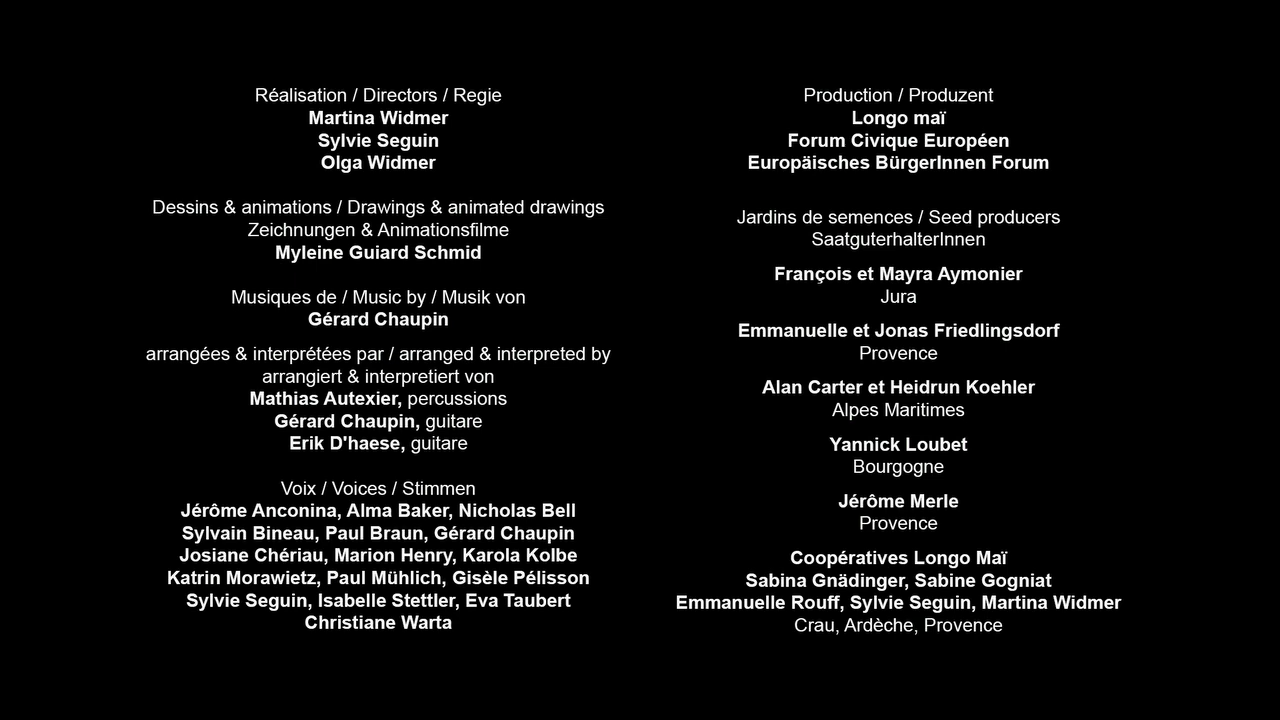 Réalisation / Directors / Regie
Martina Widmer
Sylvie Seguin
Olga Widmer
Dessins & animations / Drawings & animated drawings
Zeichnungen & Animationsfilme
Myleine Guiard Schmid
Musiques de / Music by / Musik von
Gérard Chaupin
arrangées & interprétées par / arranged & interpreted by
arrangiert & interpretiert von
Mathias Autexier, percussions
Gérard Chaupin, guitare
Erik D'haese, guitare
Voix / Voices / Stimmen
Jérôme Anconina, Alma Baker, Nicholas Bell
Sylvain Bineau, Paul Braun, Gérard Chaupin
Josiane Chériau, Marion Henry, Karola Kolbe
Katrin Morawietz, Paul Mühlich, Gisèle Pélisson
Sylvie Seguin, Isabelle Stettler, Eva Taubert
Christiane Warta
Production / Produzent
Longo maï
Forum Civique Européen
Europäisches BürgerInnen Forum
Jardins de semences / Seed producers
SaatguterhalterInnen
François et Mayra Aymonier
Jura
Emmanuelle et Jonas Friedlingsdorf
Provence
Alan Carter et Heidrun Koehler
Alpes Maritimes
Yannick Loubet
Bourgogne
Jérôme Merle
Provence
Coopératives Longo Maï
Sabina Gnädinger, Sabine Gogniat
Emmanuelle Rouff, Sylvie Seguin, Martina Widmer
Crau, Ardèche, Provence